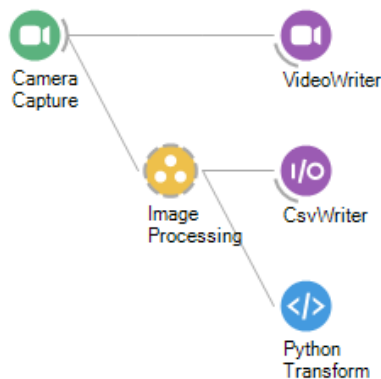 Camera
Capture
VideoWriter
I/O
Image
Processing
CsvWriter
</>
Python
Transform